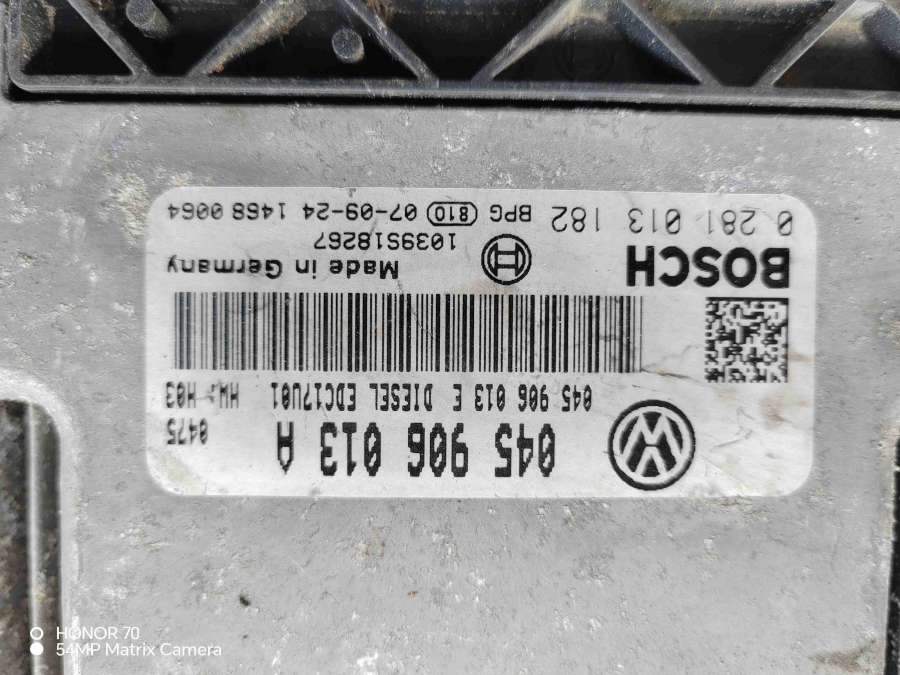 045 906 013 A
0475
045 906 013 E DIESEL EDC17U01 HW: H03
BOSCH
Made in Germany
1039S18267
0 281 013 182 BPG 810 07-09-24 1468 0064
HONOR 70
54MP Matrix Camera